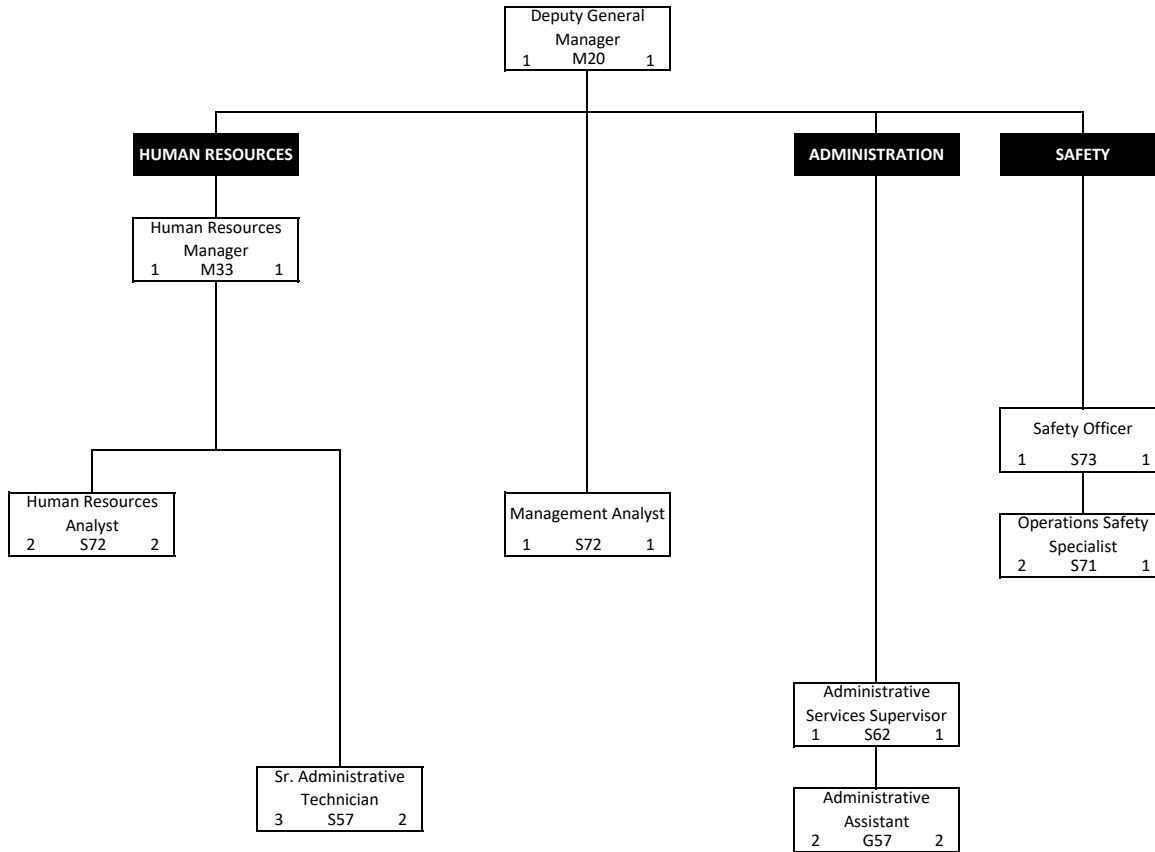 Deputy General
Manager
1 M20 1
HUMAN RESOURCES
ADMINISTRATION
SAFETY
Human Resources
Manager
1 M33 1
Safety Officer
1 S73 1
Human Resources
Analyst
2 S72 2
Management Analyst
1 S72 1
Operations Safety
Specialist
2 S71 1
Administrative
Services Supervisor
1 S62 1
Sr. Administrative
Technician
3 S57 2
Administrative
Assistant
2 G57 2